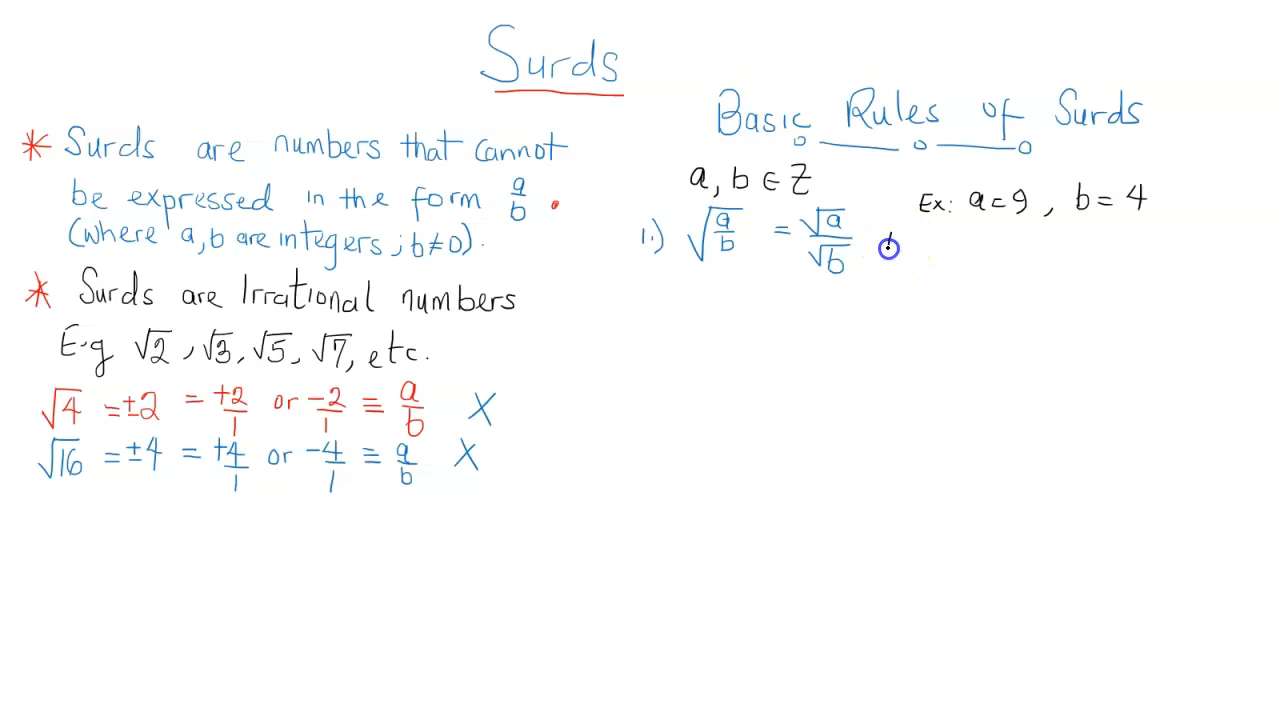 Surds
* Surds are numbers that cannot
be expressed in the form a/b.
(where a,b are integers; b≠0).
* Surds are Irrational numbers
E.g √2, √3, √5, √7, etc.
√4 = ±2 = +2/1 or -2/1 ≡ a/b X
√16 = ±4 = +4/1 or -4/1 ≡ a/b X
Basic Rules of Surds
a, b ∈ Z
Ex: a=9, b=4
1.) √(a/b) = √a/√b